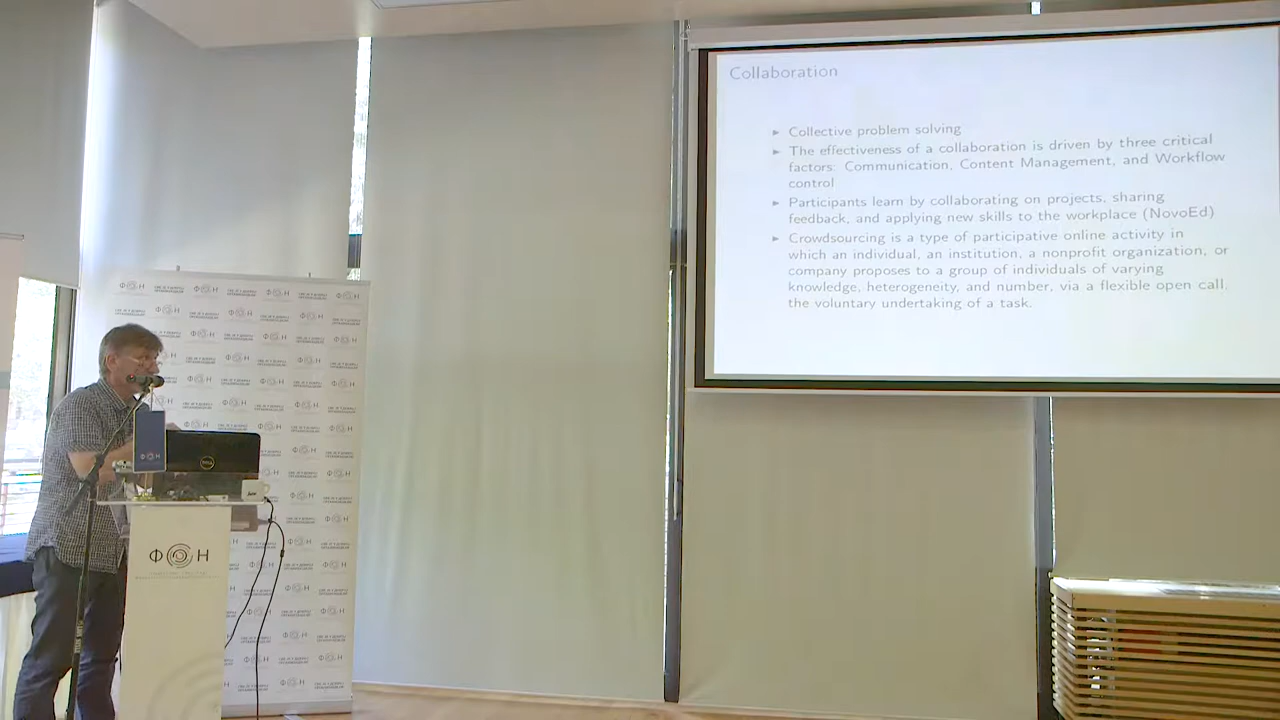 Collaboration
► Collective problem solving
► The effectiveness of a collaboration is driven by three critical
factors: Communication, Content Management, and Workflow
control
► Participants learn by collaborating on projects, sharing
feedback, and applying new skills to the workplace (NovoEd)
► Crowdsourcing is a type of participative online activity in
which an individual, an institution, a nonprofit organization, or
company proposes to a group of individuals of varying
knowledge, heterogeneity, and number, via a flexible open call,
the voluntary undertaking of a task.
ФОН
DELL
ФОН